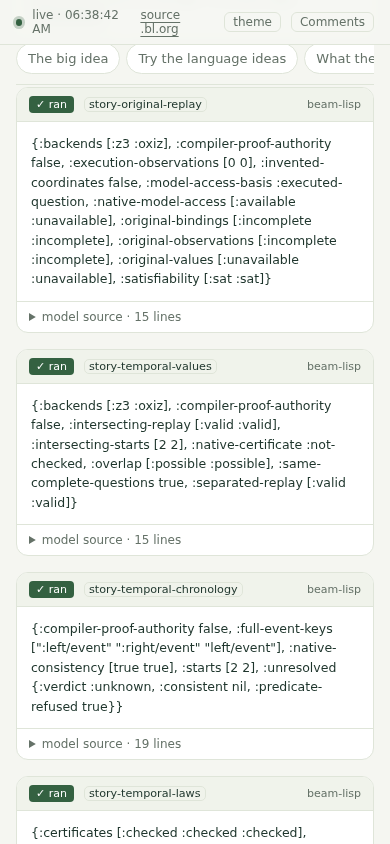 live · 06:38:42 AM
source.bl.org
theme
Comments
The big idea
Try the language ideas
What the
✓ ran story-original-replay beam-lisp
{:backends [:z3 :oxiz], :compiler-proof-authority
false, :execution-observations [0 0], :invented-
coordinates false, :model-access-basis :executed-
question, :native-model-access [:available
:unavailable], :original-bindings [:incomplete
:incomplete], :original-observations [:incomplete
:incomplete], :original-values [:unavailable
:unavailable], :satisfiability [:sat :sat]}
▶ model source · 15 lines
✓ ran story-temporal-values beam-lisp
{:backends [:z3 :oxiz], :compiler-proof-authority
false, :intersecting-replay [:valid :valid],
:intersecting-starts [2 2], :native-certificate :not-
checked, :overlap [:possible :possible], :same-
complete-questions true, :separated-replay [:valid
:valid]}
▶ model source · 15 lines
✓ ran story-temporal-chronology beam-lisp
{:compiler-proof-authority false, :full-event-keys
[":left/event" ":right/event" "left/event"], :native-
consistency [true true], :starts [2 2], :unresolved
{:verdict :unknown, :consistent nil, :predicate-
refused true}}
▶ model source · 19 lines
✓ ran story-temporal-laws beam-lisp
{:certificates [:checked :checked :checked],